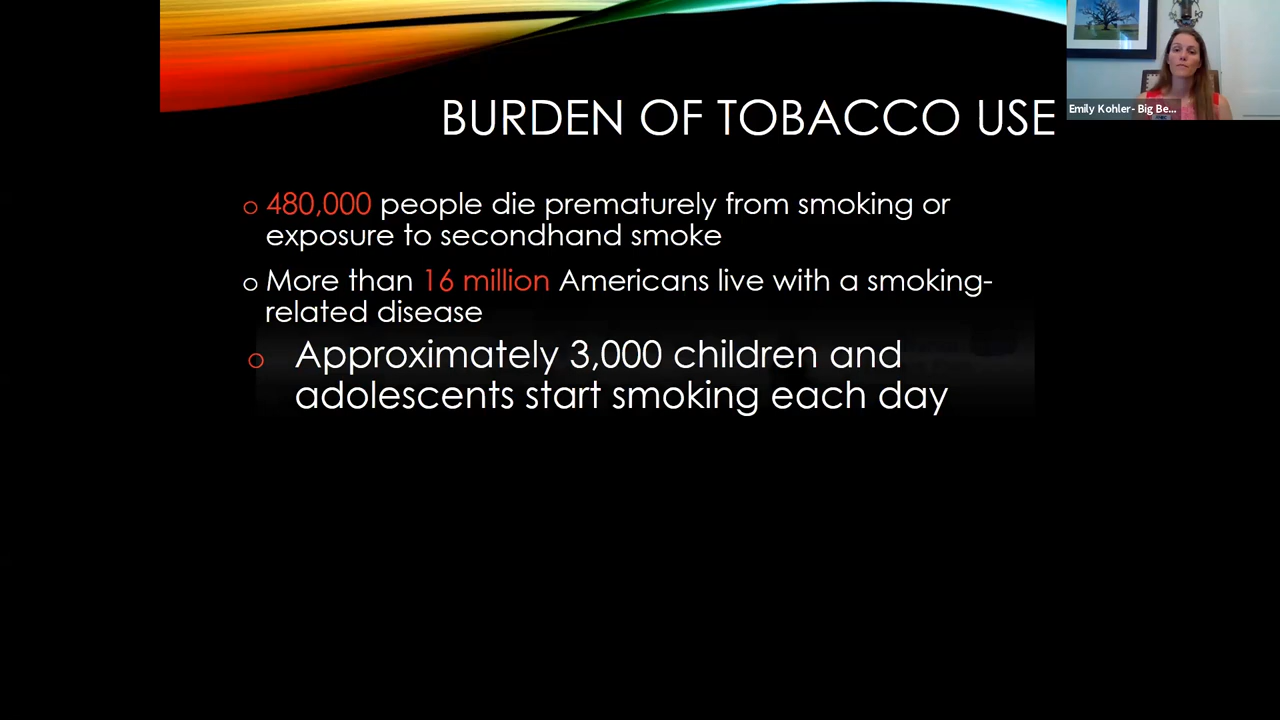 BURDEN OF TOBACCO USE
Emily Kohler- Big Be...
o 480,000 people die prematurely from smoking or
exposure to secondhand smoke
o More than 16 million Americans live with a smoking-
related disease
o Approximately 3,000 children and
adolescents start smoking each day